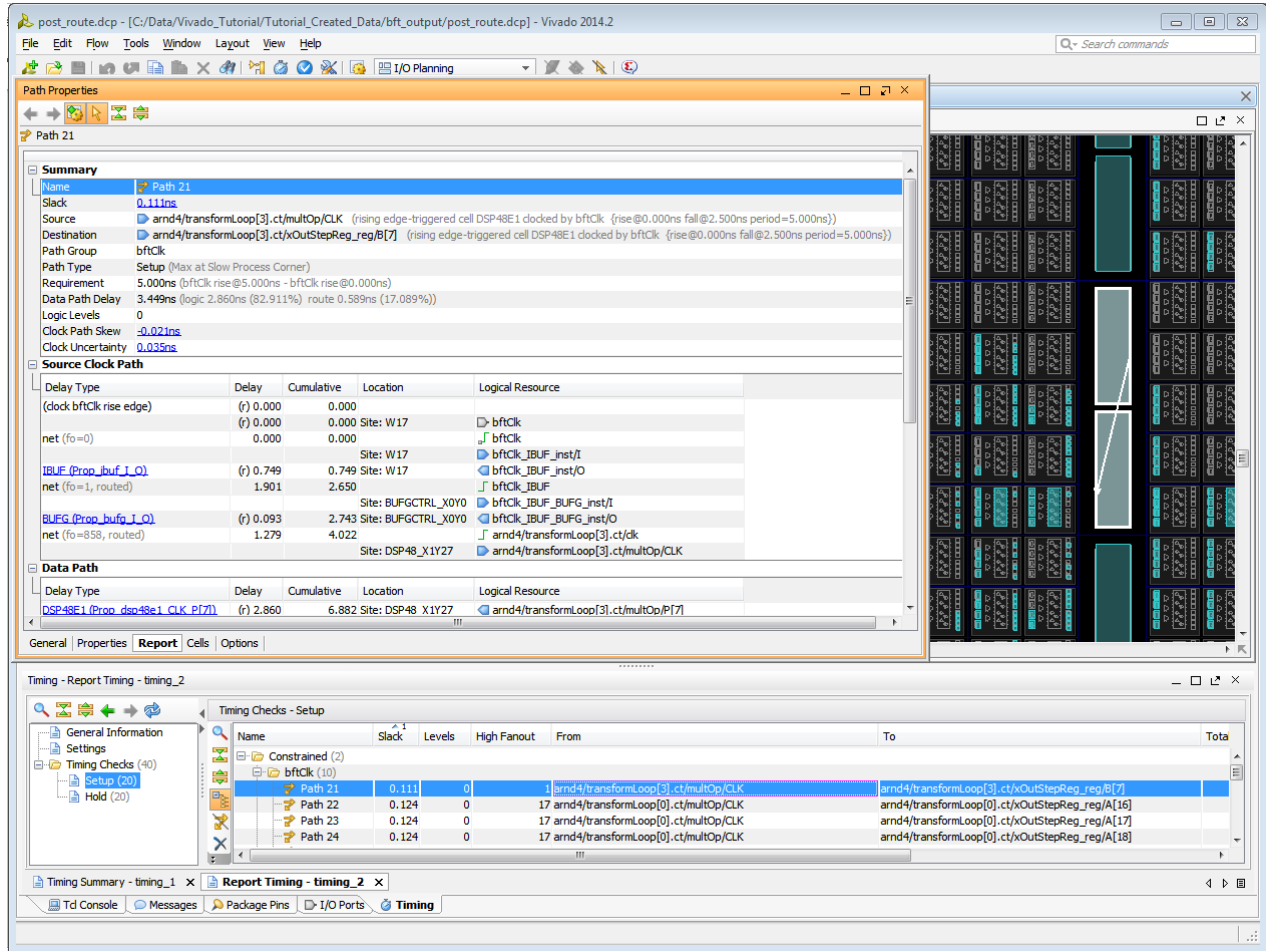 post_route.dcp - [C:/Data/Vivado_Tutorial/Tutorial_Created_Data/bft_output/post_route.dcp] - Vivado 2014.2
File Edit Flow Tools Window Layout View Help
Search commands
I/O Planning
Path Properties
Path 21
Summary
Name Path 21
Slack 0.111ns
Source arnd4/transformLoop[3].ct/multOp/CLK (rising edge-triggered cell DSP48E1 clocked by bftClk {rise@0.000ns fall@2.500ns period=5.000ns})
Destination arnd4/transformLoop[3].ct/xOutStepReg_reg/B[7] (rising edge-triggered cell DSP48E1 clocked by bftClk {rise@0.000ns fall@2.500ns period=5.000ns})
Path Group bftClk
Path Type Setup (Max at Slow Process Corner)
Requirement 5.000ns (bftClk rise@5.000ns - bftClk rise@0.000ns)
Data Path Delay 3.449ns (logic 2.860ns (82.911%) route 0.589ns (17.089%))
Logic Levels 0
Clock Path Skew -0.021ns
Clock Uncertainty 0.035ns
Source Clock Path
Delay Type Delay Cumulative Location Logical Resource
(clock bftClk rise edge) (r) 0.000 0.000
(r) 0.000 0.000 Site: W17 bftClk
net (fo=0) 0.000 0.000 bftClk
Site: W17 bftClk_IBUF_inst/I
IBUF (Prop_ibuf_I_O) (r) 0.749 0.749 Site: W17 bftClk_IBUF_inst/O
net (fo=1, routed) 1.901 2.650 bftClk_IBUF
Site: BUFGCTRL_X0Y0 bftClk_IBUF_BUFG_inst/I
BUFG (Prop_bufg_I_O) (r) 0.093 2.743 Site: BUFGCTRL_X0Y0 bftClk_IBUF_BUFG_inst/O
net (fo=858, routed) 1.279 4.022 arnd4/transformLoop[3].ct/clk
Site: DSP48_X1Y27 arnd4/transformLoop[3].ct/multOp/CLK
Data Path
Delay Type Delay Cumulative Location Logical Resource
DSP48E1 (Prop_dsp48e1_CLK_P[7]) (r) 2.860 6.882 Site: DSP48_X1Y27 arnd4/transformLoop[3].ct/multOp/P[7]
General Properties Report Cells Options
Timing - Report Timing - timing_2
Timing Checks - Setup
General Information
Settings
Timing Checks (40)
Setup (20)
Hold (20)
Name Slack 1 Levels High Fanout From To Total
Constrained (2)
bftClk (10)
Path 21 0.111 0 1 arnd4/transformLoop[3].ct/multOp/CLK arnd4/transformLoop[3].ct/xOutStepReg_reg/B[7]
Path 22 0.124 0 17 arnd4/transformLoop[0].ct/multOp/CLK arnd4/transformLoop[0].ct/xOutStepReg_reg/A[16]
Path 23 0.124 0 17 arnd4/transformLoop[0].ct/multOp/CLK arnd4/transformLoop[0].ct/xOutStepReg_reg/A[17]
Path 24 0.124 0 17 arnd4/transformLoop[0].ct/multOp/CLK arnd4/transformLoop[0].ct/xOutStepReg_reg/A[18]
Timing Summary - timing_1 Report Timing - timing_2
Tcl Console Messages Package Pins I/O Ports Timing